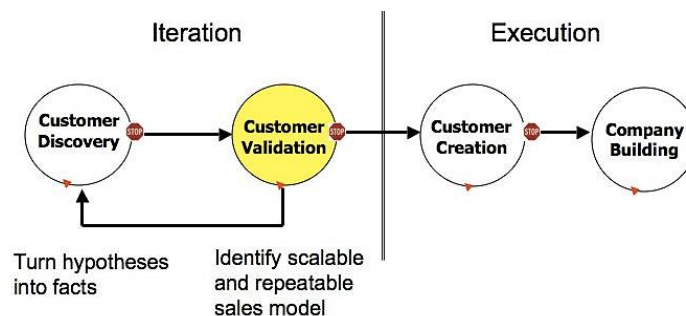 Iteration
Execution
Customer
Discovery
STOP
Customer
Validation
STOP
Customer
Creation
STOP
Company
Building
Turn hypotheses
into facts
Identify scalable
and repeatable
sales model